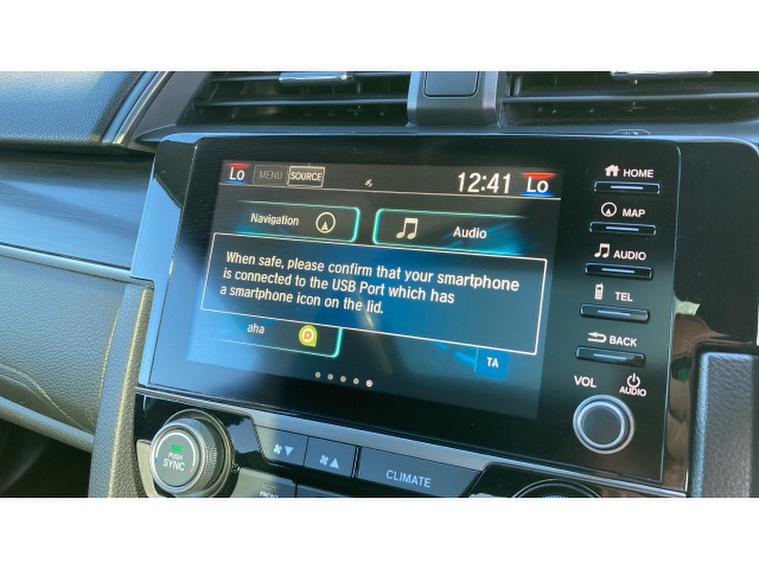 Lo MENU SOURCE 12:41 Lo
Navigation Audio
When safe, please confirm that your smartphone
is connected to the USB Port which has
a smartphone icon on the lid.
aha
TA
HOME
MAP
AUDIO
TEL
BACK
VOL AUDIO
PUSH
SYNC
CLIMATE
FRONT